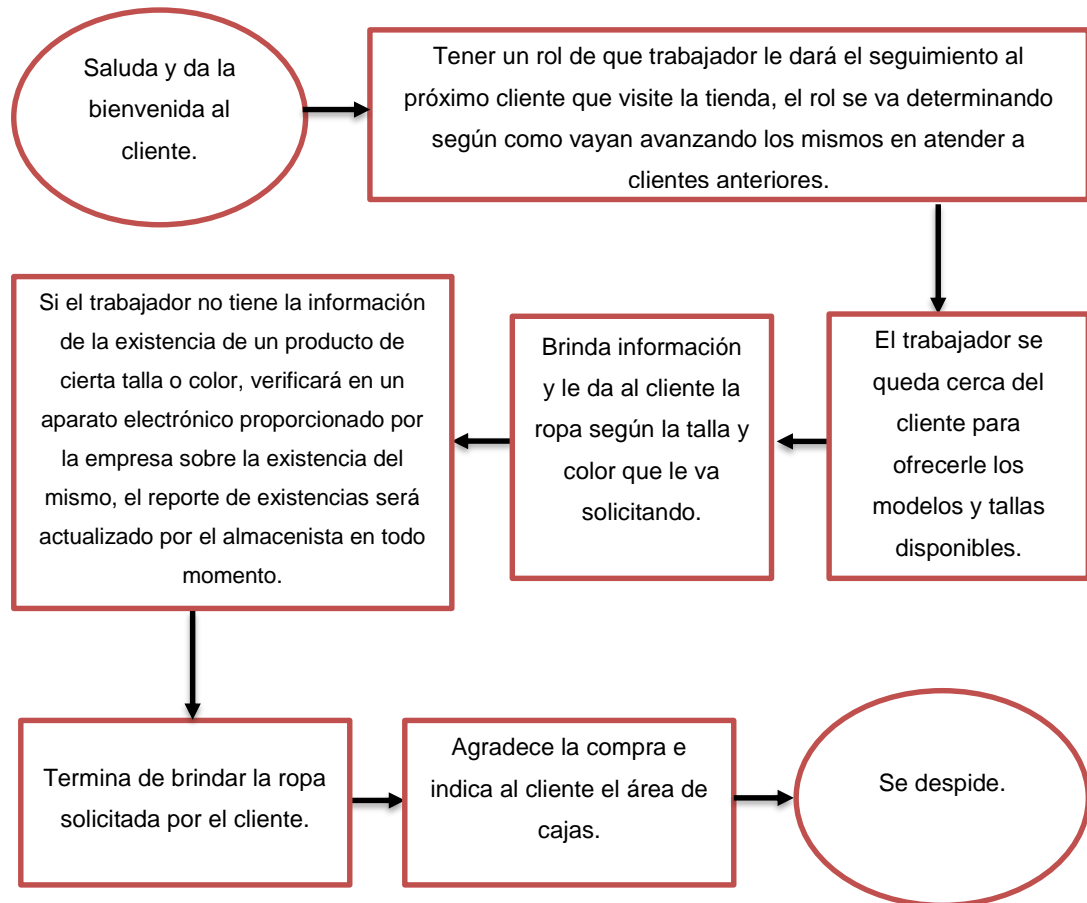 Saluda y da la
bienvenida al
cliente.
Tener un rol de que trabajador le dará el seguimiento al
próximo cliente que visite la tienda, el rol se va determinando
según como vayan avanzando los mismos en atender a
clientes anteriores.
El trabajador se
queda cerca del
cliente para
ofrecerle los
modelos y tallas
disponibles.
Brinda información
y le da al cliente la
ropa según la talla y
color que le va
solicitando.
Si el trabajador no tiene la información
de la existencia de un producto de
cierta talla o color, verificará en un
aparato electrónico proporcionado por
la empresa sobre la existencia del
mismo, el reporte de existencias será
actualizado por el almacenista en todo
momento.
Termina de brindar la ropa
solicitada por el cliente.
Agradece la compra e
indica al cliente el área de
cajas.
Se despide.